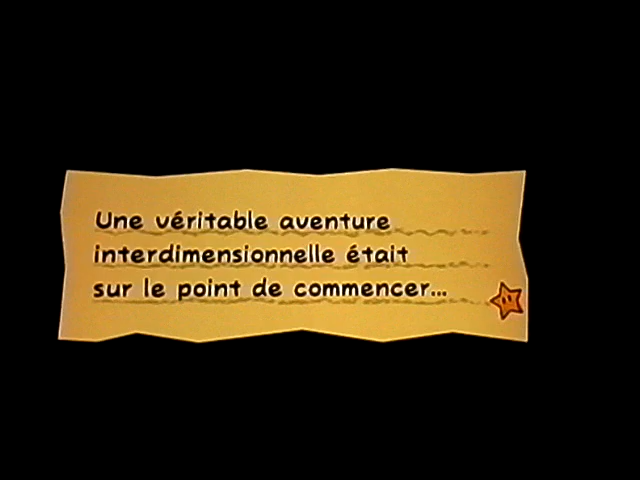 Une véritable aventure
interdimensionnelle était
sur le point de commencer...